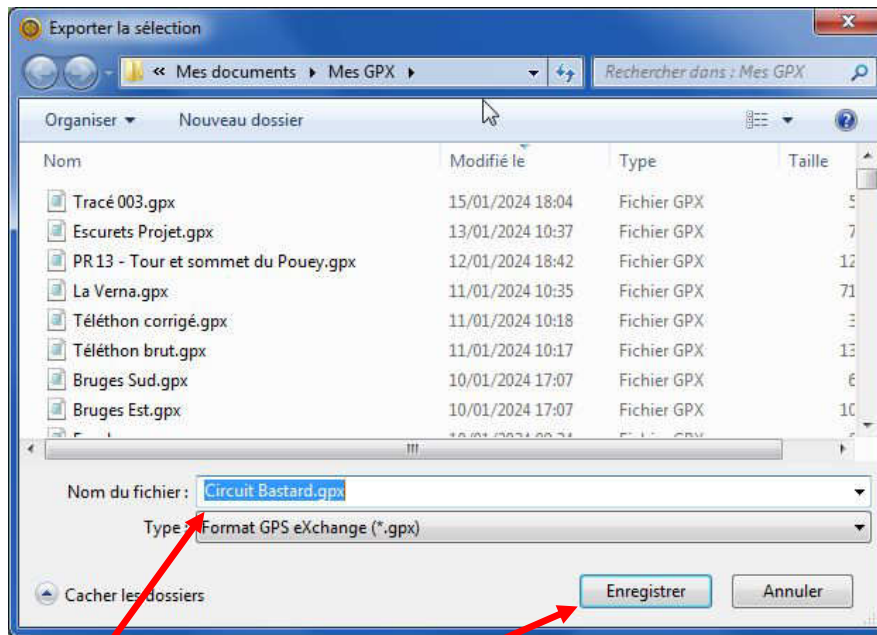 Exporter la sélection
« Mes documents Mes GPX Rechercher dans : Mes GPX
Organiser Nouveau dossier
Nom Modifié le Type Taille
Tracé 003.gpx 15/01/2024 18:04 Fichier GPX
Escurets Projet.gpx 13/01/2024 10:37 Fichier GPX 7
PR13 - Tour et sommet du Pouey.gpx 12/01/2024 18:42 Fichier GPX 12
La Verna.gpx 11/01/2024 10:35 Fichier GPX 71
Téléthon corrigé.gpx 11/01/2024 10:18 Fichier GPX
Téléthon brut.gpx 11/01/2024 10:17 Fichier GPX 13
Bruges Sud.gpx 10/01/2024 17:07 Fichier GPX
Bruges Est.gpx 10/01/2024 17:07 Fichier GPX 10
Nom du fichier : Circuit Bastard.gpx
Type : Format GPS eXchange (*.gpx)
Cacher les dossiers Enregistrer Annuler